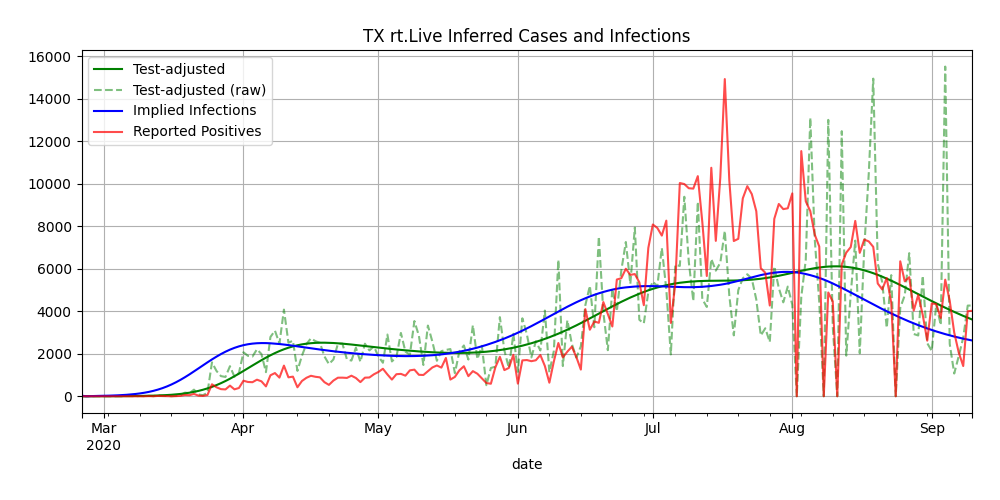 TX rt.Live Inferred Cases and Infections
16000
14000
12000
10000
8000
6000
4000
2000
0
Test-adjusted
Test-adjusted (raw)
Implied Infections
Reported Positives
Mar
2020
Apr
May
Jun
Jul
Aug
Sep
date